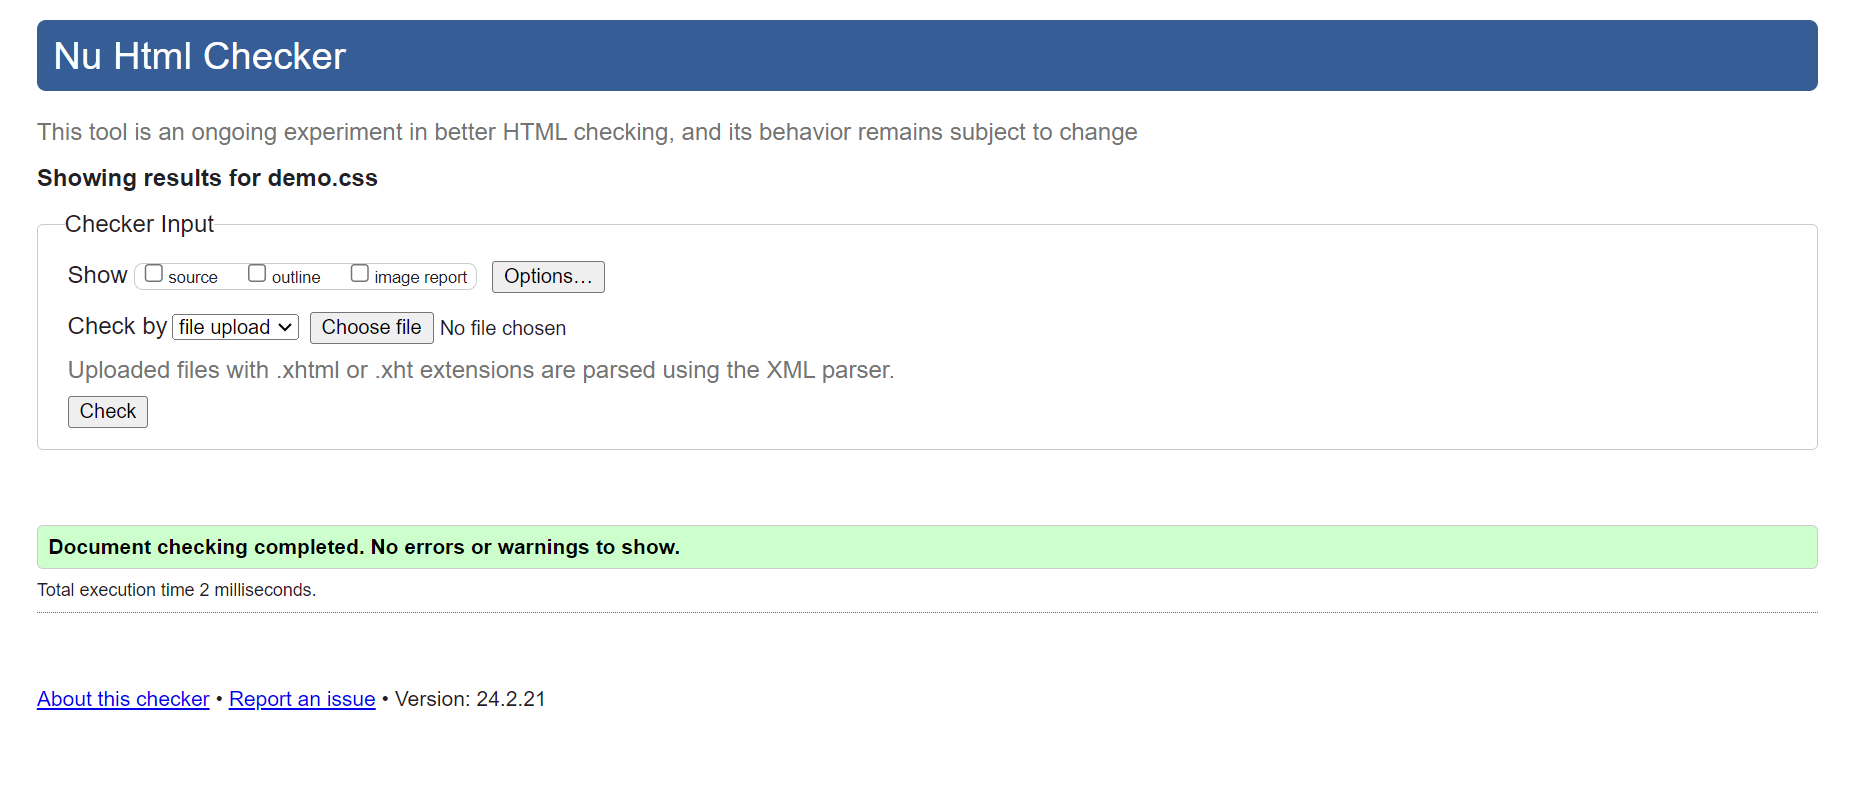 Nu Html Checker
This tool is an ongoing experiment in better HTML checking, and its behavior remains subject to change
Showing results for demo.css
Checker Input
Show source outline image report Options…
Check by file upload Choose file No file chosen
Uploaded files with .xhtml or .xht extensions are parsed using the XML parser.
Check
Document checking completed. No errors or warnings to show.
Total execution time 2 milliseconds.
About this checker • Report an issue • Version: 24.2.21